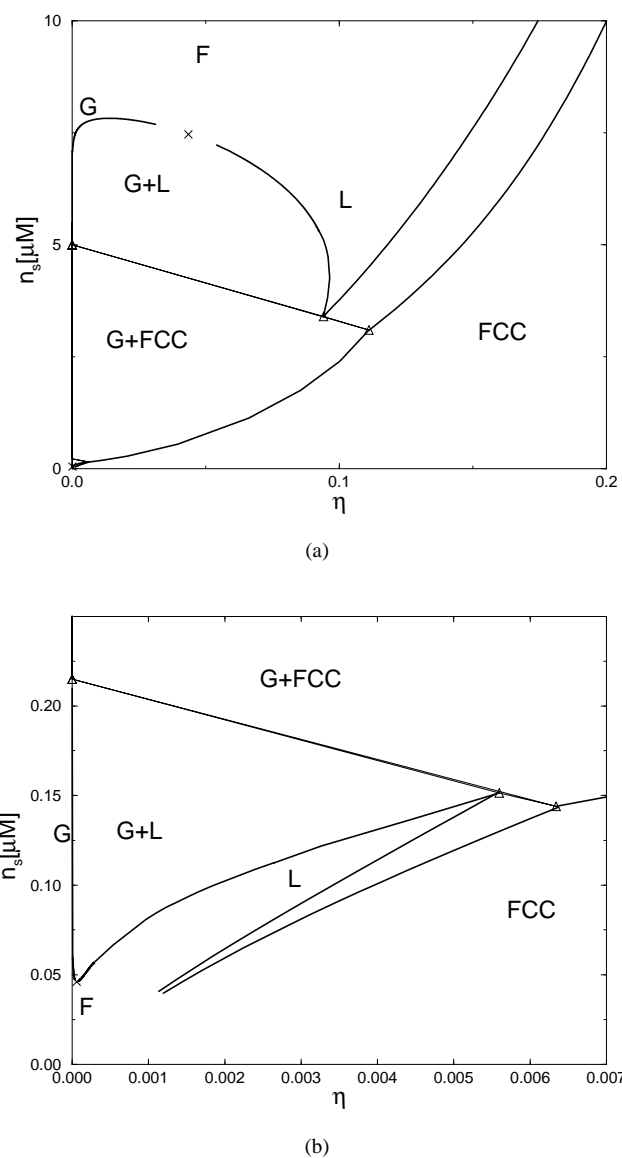 10
F
G
G+L
L
n_s[μM]
5
G+FCC
FCC
0
0.0
0.1
0.2
η
(a)
G+FCC
0.20
0.15
n_s[μM]
G
G+L
L
0.10
FCC
0.05
F
0.00
0.000
0.001
0.002
0.003
0.004
0.005
0.006
0.007
η
(b)